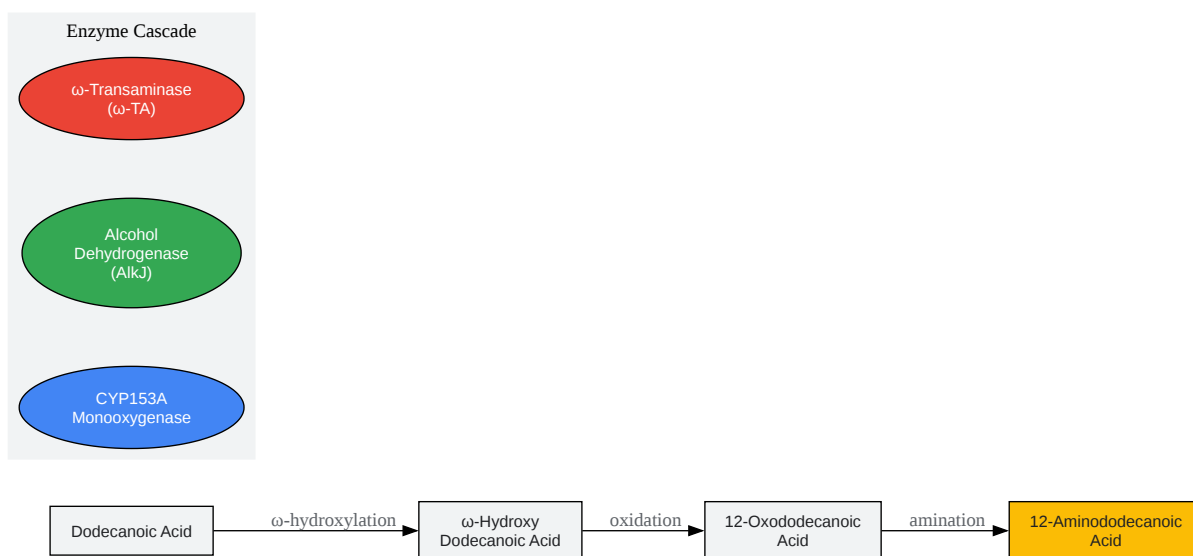 Enzyme Cascade
ω-Transaminase
(ω-TA)
Alcohol
Dehydrogenase
(AlkJ)
CYP153A
Monooxygenase
Dodecanoic Acid
ω-hydroxylation
ω-Hydroxy
Dodecanoic Acid
oxidation
12-Oxododecanoic
Acid
amination
12-Aminododecanoic
Acid